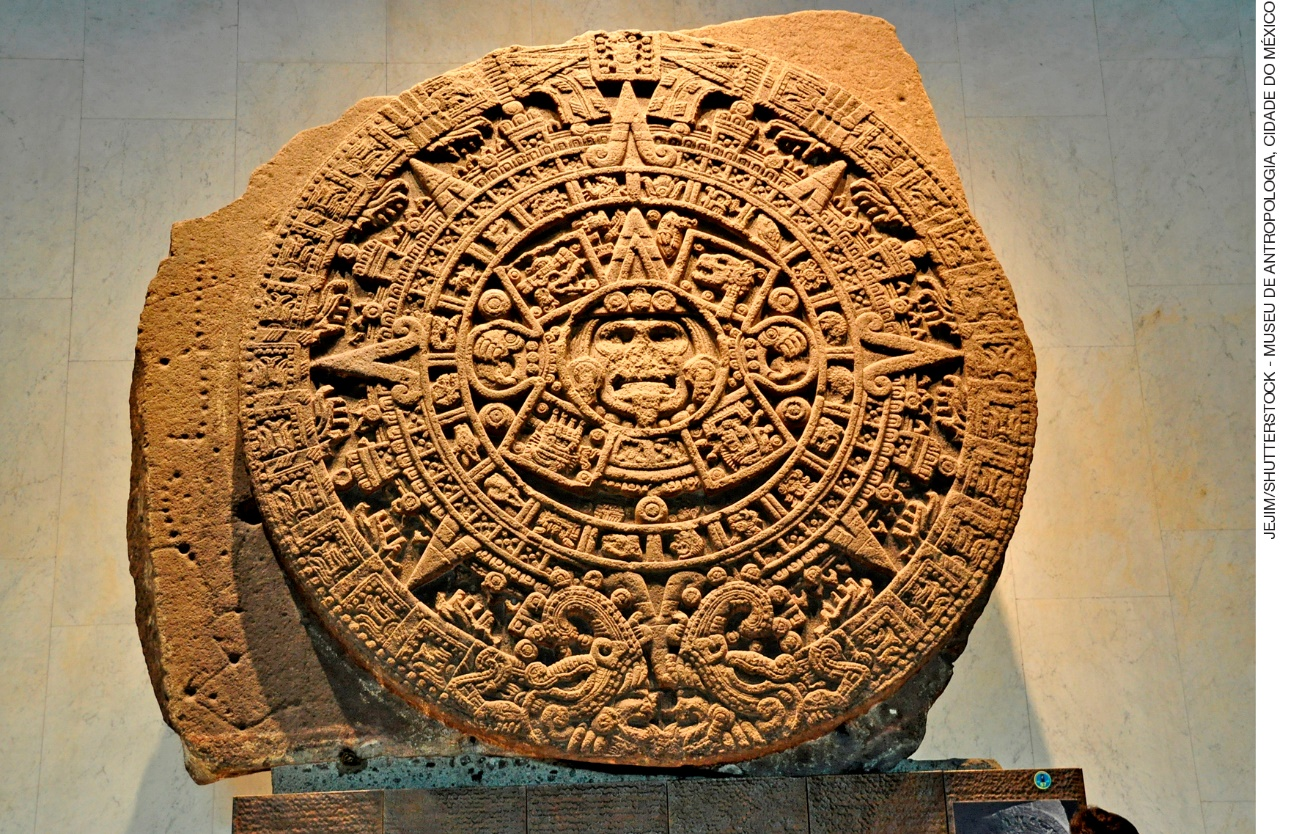 JEJIM/SHUTTERSTOCK - MUSEU DE ANTROPOLOGIA, CIDADE DO MÉXICO